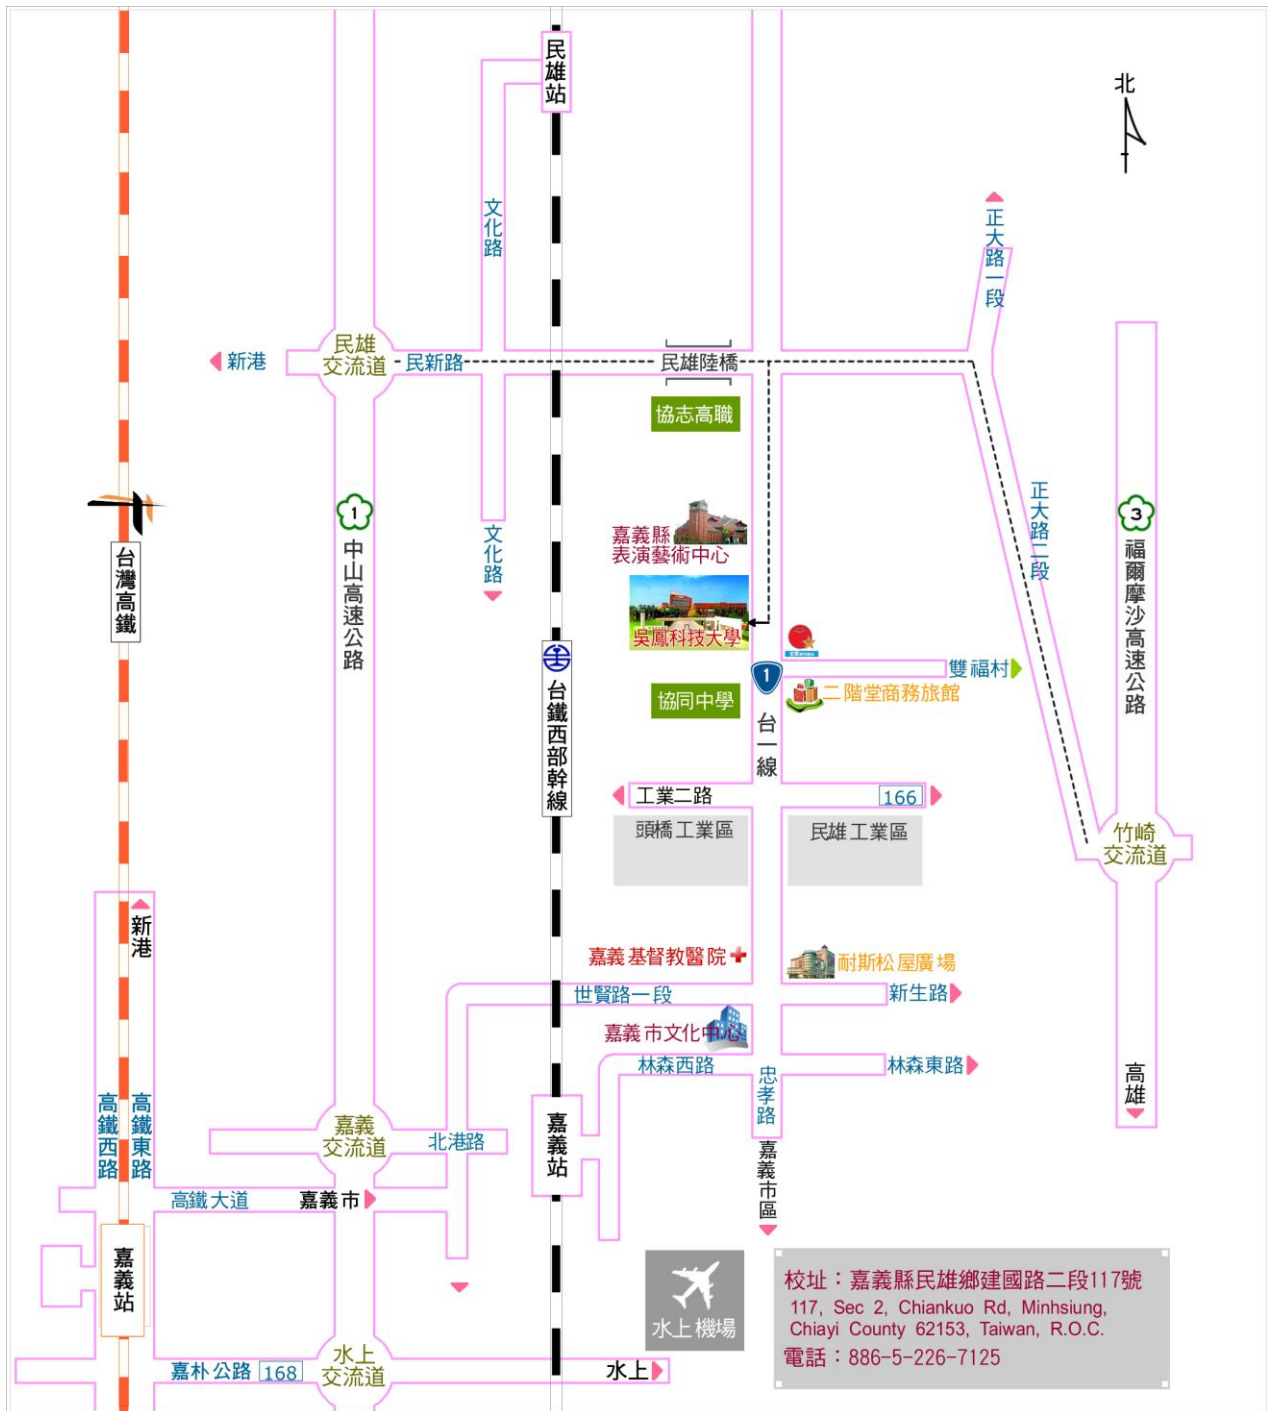 民雄站
北
文化路
正大路一段
民雄
交流道
新港
民新路
民雄陸橋
協志高職
1
中山高速公路
文化路
嘉義縣
表演藝術中心
吳鳳科技大學
正大路二段
3
福爾摩沙高速公路
台灣高鐵
台鐵西部幹線
1
台一線
雙福村
二階堂商務旅館
協同中學
工業二路
166
頭橋工業區
民雄工業區
竹崎
交流道
新港
嘉義基督教醫院
耐斯松屋廣場
世賢路一段
新生路
嘉義市文化中心
林森西路
林森東路
忠孝路
高雄
高鐵西路
高鐵東路
嘉義
交流道
北港路
嘉義站
嘉義市區
高鐵大道
嘉義市
嘉義站
水上機場
水上
交流道
嘉朴公路
168
水上
校址：嘉義縣民雄鄉建國路二段117號
117, Sec 2, Chiankuo Rd, Minhsiung,
Chiayi County 62153, Taiwan, R.O.C.
電話：886-5-226-7125